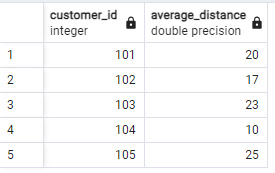 customer_id average_distance
integer double precision
1 101 20
2 102 17
3 103 23
4 104 10
5 105 25